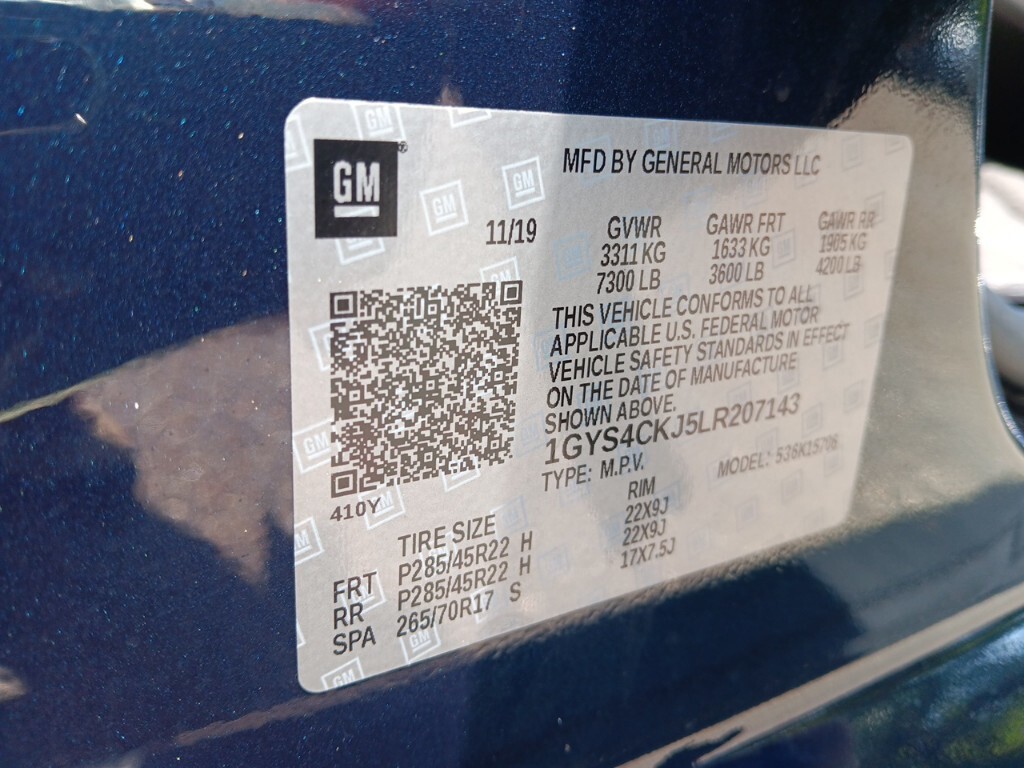 GM
MFD BY GENERAL MOTORS LLC
11/19
GVWR GAWR FRT GAWR RR
3311 KG 1633 KG 1905 KG
7300 LB 3600 LB 4200 LB
THIS VEHICLE CONFORMS TO ALL
APPLICABLE U.S. FEDERAL MOTOR
VEHICLE SAFETY STANDARDS IN EFFECT
ON THE DATE OF MANUFACTURE
SHOWN ABOVE.
1GYS4CKJ5LR207143
TYPE: M.P.V. MODEL: 536K15706
410Y
TIRE SIZE RIM
FRT P285/45R22 H 22X9J
RR P285/45R22 H 22X9J
SPA 265/70R17 S 17X7.5J